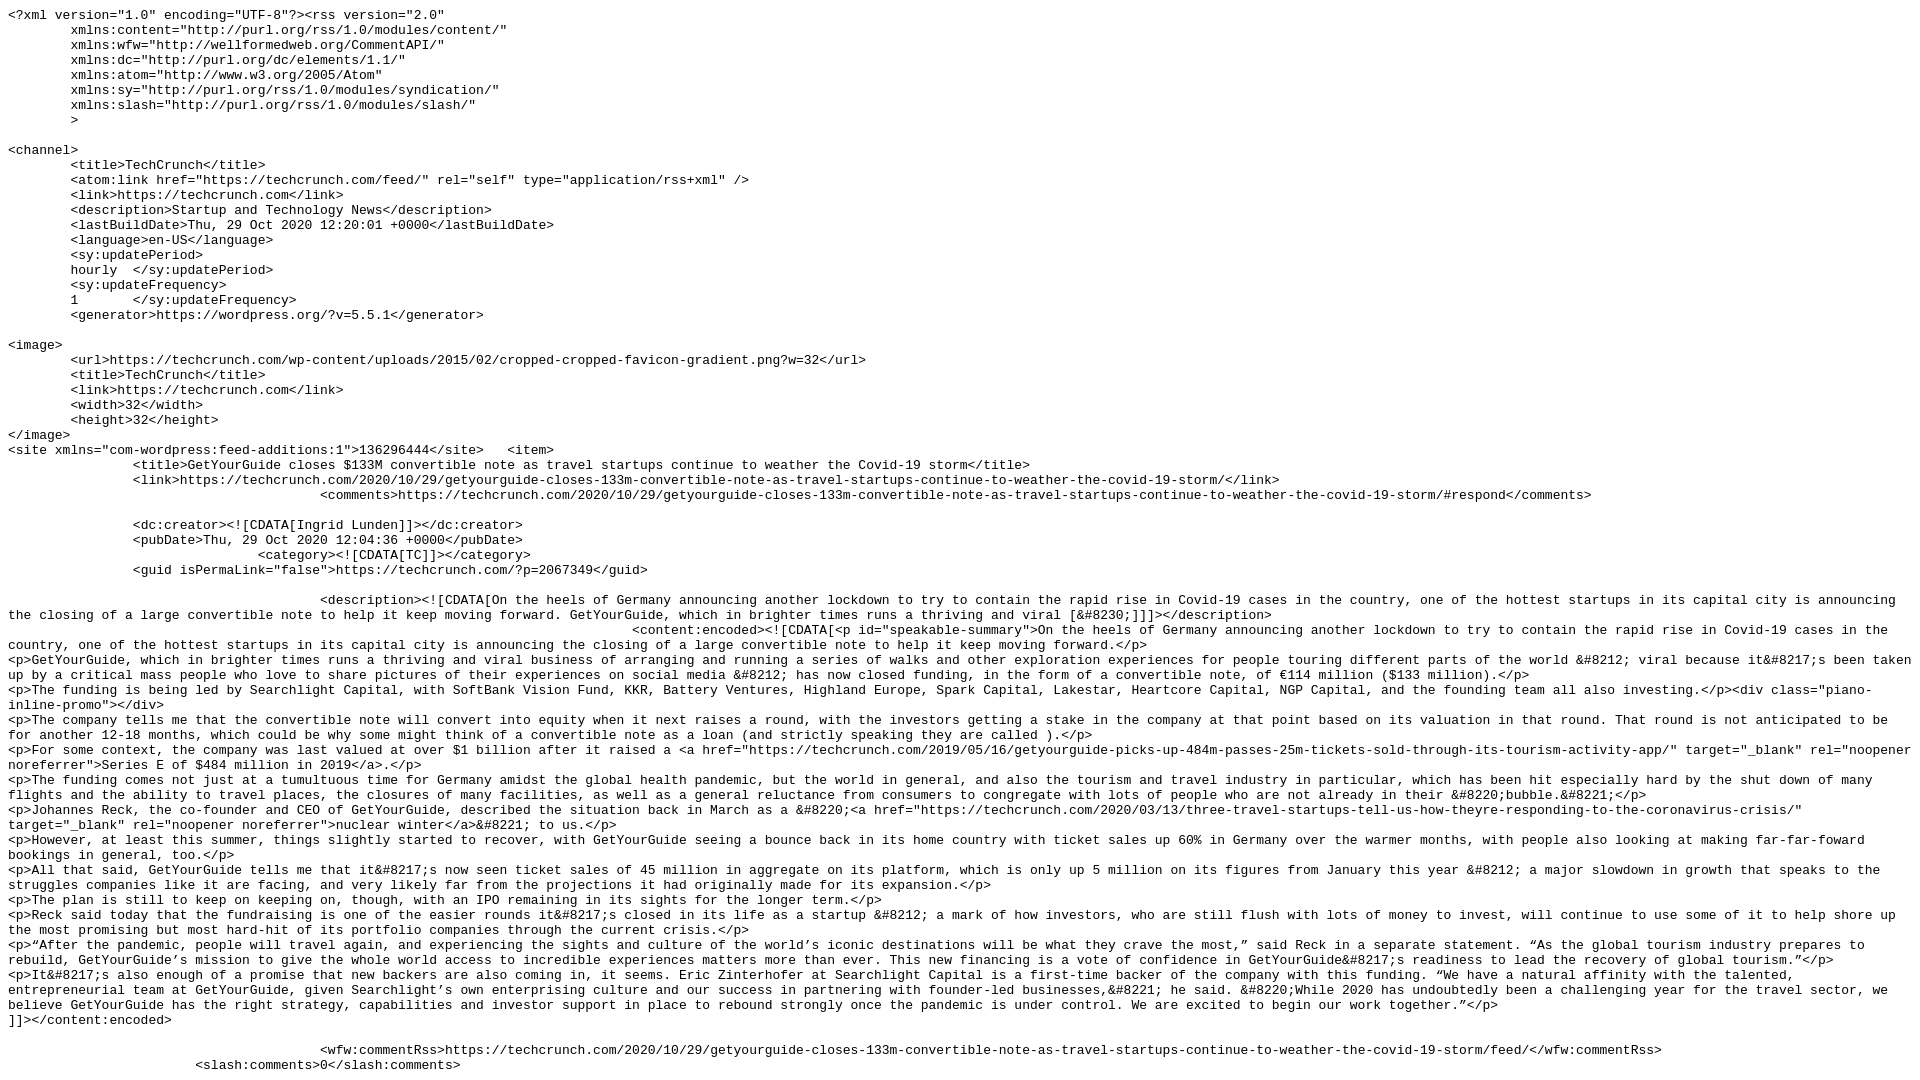 <?xml version="1.0" encoding="UTF-8"?><rss version="2.0"
xmlns:content="http://purl.org/rss/1.0/modules/content/"
xmlns:wfw="http://wellformedweb.org/CommentAPI/"
xmlns:dc="http://purl.org/dc/elements/1.1/"
xmlns:atom="http://www.w3.org/2005/Atom"
xmlns:sy="http://purl.org/rss/1.0/modules/syndication/"
xmlns:slash="http://purl.org/rss/1.0/modules/slash/"
>
<channel>
<title>TechCrunch</title>
<atom:link href="https://techcrunch.com/feed/" rel="self" type="application/rss+xml" />
<link>https://techcrunch.com</link>
<description>Startup and Technology News</description>
<lastBuildDate>Thu, 29 Oct 2020 12:20:01 +0000</lastBuildDate>
<language>en-US</language>
<sy:updatePeriod>
hourly  </sy:updatePeriod>
<sy:updateFrequency>
1       </sy:updateFrequency>
<generator>https://wordpress.org/?v=5.5.1</generator>
<image>
<url>https://techcrunch.com/wp-content/uploads/2015/02/cropped-cropped-favicon-gradient.png?w=32</url>
<title>TechCrunch</title>
<link>https://techcrunch.com</link>
<width>32</width>
<height>32</height>
</image>
<site xmlns="com-wordpress:feed-additions:1">136296444</site>   <item>
<title>GetYourGuide closes $133M convertible note as travel startups continue to weather the Covid-19 storm</title>
<link>https://techcrunch.com/2020/10/29/getyourguide-closes-133m-convertible-note-as-travel-startups-continue-to-weather-the-covid-19-storm/</link>
<comments>https://techcrunch.com/2020/10/29/getyourguide-closes-133m-convertible-note-as-travel-startups-continue-to-weather-the-covid-19-storm/#respond</comments>
<dc:creator><![CDATA[Ingrid Lunden]]></dc:creator>
<pubDate>Thu, 29 Oct 2020 12:04:36 +0000</pubDate>
<category><![CDATA[TC]]></category>
<guid isPermaLink="false">https://techcrunch.com/?p=2067349</guid>
<description><![CDATA[On the heels of Germany announcing another lockdown to try to contain the rapid rise in Covid-19 cases in the country, one of the hottest startups in its capital city is announcing
the closing of a large convertible note to help it keep moving forward. GetYourGuide, which in brighter times runs a thriving and viral [&#8230;]]]></description>
<content:encoded><![CDATA[<p id="speakable-summary">On the heels of Germany announcing another lockdown to try to contain the rapid rise in Covid-19 cases in the
country, one of the hottest startups in its capital city is announcing the closing of a large convertible note to help it keep moving forward.</p>
<p>GetYourGuide, which in brighter times runs a thriving and viral business of arranging and running a series of walks and other exploration experiences for people touring different parts of the world &#8212; viral because it&#8217;s been taken
up by a critical mass people who love to share pictures of their experiences on social media &#8212; has now closed funding, in the form of a convertible note, of €114 million ($133 million).</p>
<p>The funding is being led by Searchlight Capital, with SoftBank Vision Fund, KKR, Battery Ventures, Highland Europe, Spark Capital, Lakestar, Heartcore Capital, NGP Capital, and the founding team all also investing.</p><div class="piano-
inline-promo"></div>
<p>The company tells me that the convertible note will convert into equity when it next raises a round, with the investors getting a stake in the company at that point based on its valuation in that round. That round is not anticipated to be
for another 12-18 months, which could be why some might think of a convertible note as a loan (and strictly speaking they are called ).</p>
<p>For some context, the company was last valued at over $1 billion after it raised a <a href="https://techcrunch.com/2019/05/16/getyourguide-picks-up-484m-passes-25m-tickets-sold-through-its-tourism-activity-app/" target="_blank" rel="noopener
noreferrer">Series E of $484 million in 2019</a>.</p>
<p>The funding comes not just at a tumultuous time for Germany amidst the global health pandemic, but the world in general, and also the tourism and travel industry in particular, which has been hit especially hard by the shut down of many
flights and the ability to travel places, the closures of many facilities, as well as a general reluctance from consumers to congregate with lots of people who are not already in their &#8220;bubble.&#8221;</p>
<p>Johannes Reck, the co-founder and CEO of GetYourGuide, described the situation back in March as a &#8220;<a href="https://techcrunch.com/2020/03/13/three-travel-startups-tell-us-how-theyre-responding-to-the-coronavirus-crisis/"
target="_blank" rel="noopener noreferrer">nuclear winter</a>&#8221; to us.</p>
<p>However, at least this summer, things slightly started to recover, with GetYourGuide seeing a bounce back in its home country with ticket sales up 60% in Germany over the warmer months, with people also looking at making far-far-foward
bookings in general, too.</p>
<p>All that said, GetYourGuide tells me that it&#8217;s now seen ticket sales of 45 million in aggregate on its platform, which is only up 5 million on its figures from January this year &#8212; a major slowdown in growth that speaks to the
struggles companies like it are facing, and very likely far from the projections it had originally made for its expansion.</p>
<p>The plan is still to keep on keeping on, though, with an IPO remaining in its sights for the longer term.</p>
<p>Reck said today that the fundraising is one of the easier rounds it&#8217;s closed in its life as a startup &#8212; a mark of how investors, who are still flush with lots of money to invest, will continue to use some of it to help shore up
the most promising but most hard-hit of its portfolio companies through the current crisis.</p>
<p>“After the pandemic, people will travel again, and experiencing the sights and culture of the world’s iconic destinations will be what they crave the most,” said Reck in a separate statement. “As the global tourism industry prepares to
rebuild, GetYourGuide’s mission to give the whole world access to incredible experiences matters more than ever. This new financing is a vote of confidence in GetYourGuide&#8217;s readiness to lead the recovery of global tourism.”</p>
<p>It&#8217;s also enough of a promise that new backers are also coming in, it seems. Eric Zinterhofer at Searchlight Capital is a first-time backer of the company with this funding. “We have a natural affinity with the talented,
entrepreneurial team at GetYourGuide, given Searchlight’s own enterprising culture and our success in partnering with founder-led businesses,&#8221; he said. &#8220;While 2020 has undoubtedly been a challenging year for the travel sector, we
believe GetYourGuide has the right strategy, capabilities and investor support in place to rebound strongly once the pandemic is under control. We are excited to begin our work together.”</p>
]]></content:encoded>
<wfw:commentRss>https://techcrunch.com/2020/10/29/getyourguide-closes-133m-convertible-note-as-travel-startups-continue-to-weather-the-covid-19-storm/feed/</wfw:commentRss>
<slash:comments>0</slash:comments>